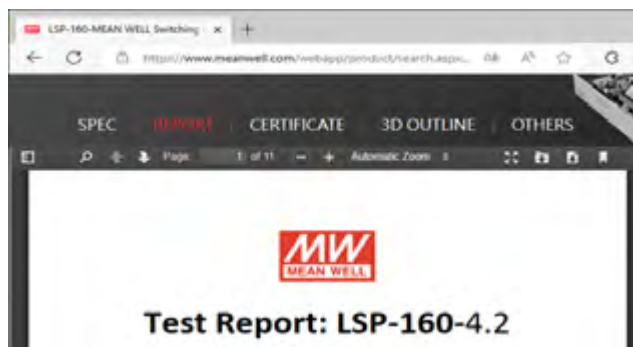 LSP-160-MEAN WELL Switching
https://www.meanwell.com/webapp/product/search.aspx...
SPEC REPORT CERTIFICATE 3D OUTLINE OTHERS
Page: 1 of 11 Automatic Zoom
MW
MEAN WELL
Test Report: LSP-160-4.2